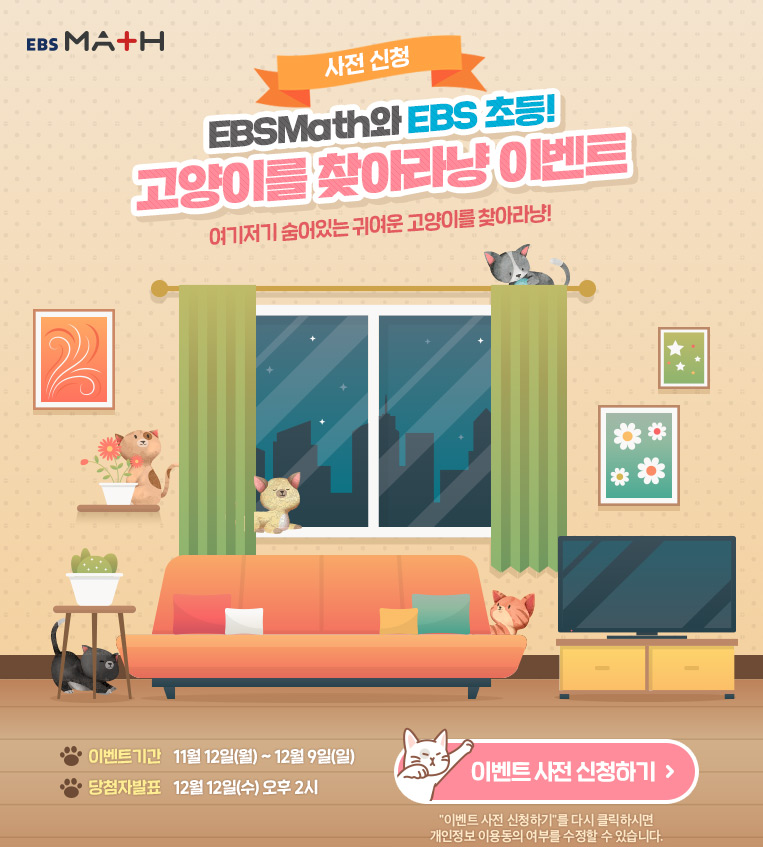 EBS MATH
사전 신청
EBSMath와 EBS 초등!
고양이를 찾아라냥 이벤트
여기저기 숨어있는 귀여운 고양이를 찾아라냥!
이벤트기간 11월 12일(월) ~ 12월 9일(일)
당첨자발표 12월 12일(수) 오후 2시
이벤트 사전 신청하기 >
"이벤트 사전 신청하기"를 다시 클릭하시면
개인정보 이용동의 여부를 수정할 수 있습니다.